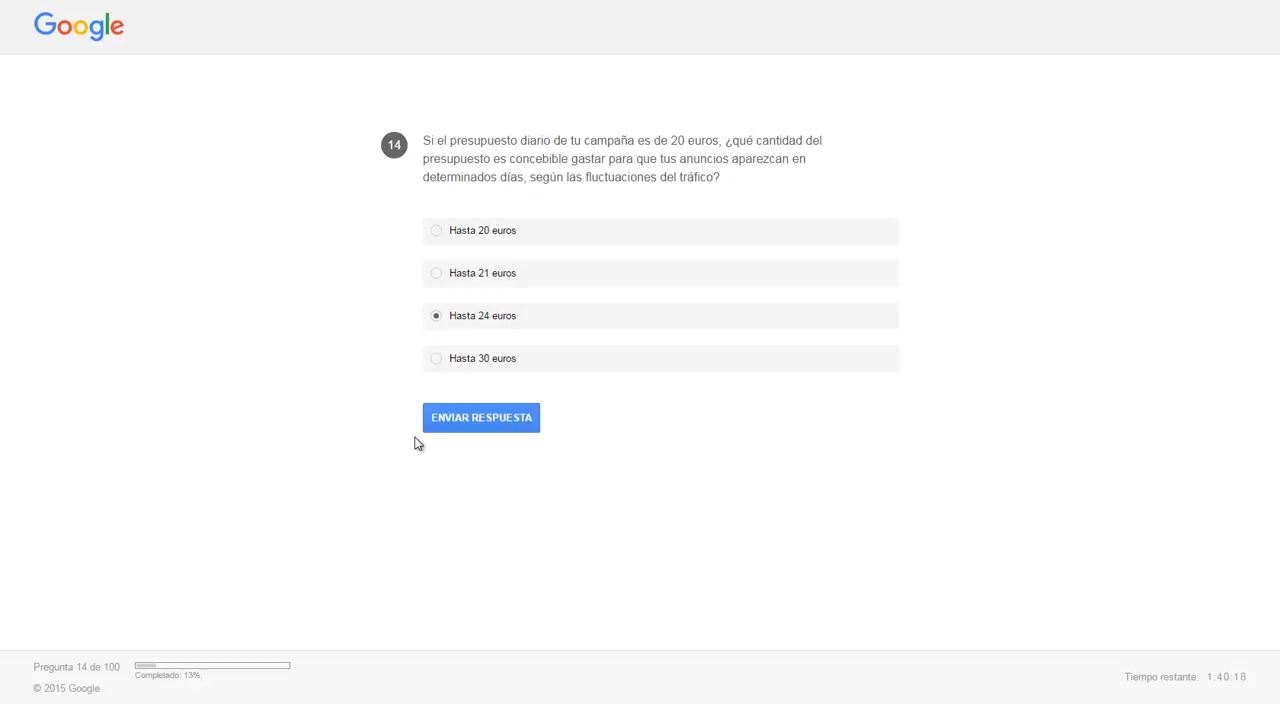 Google
14
Si el presupuesto diario de tu campaña es de 20 euros, ¿qué cantidad del
presupuesto es concebible gastar para que tus anuncios aparezcan en
determinados días, según las fluctuaciones del tráfico?
Hasta 20 euros
Hasta 21 euros
Hasta 24 euros
Hasta 30 euros
ENVIAR RESPUESTA
Pregunta 14 de 100
Completado: 13%.
© 2015 Google
Tiempo restante: 1:40:18